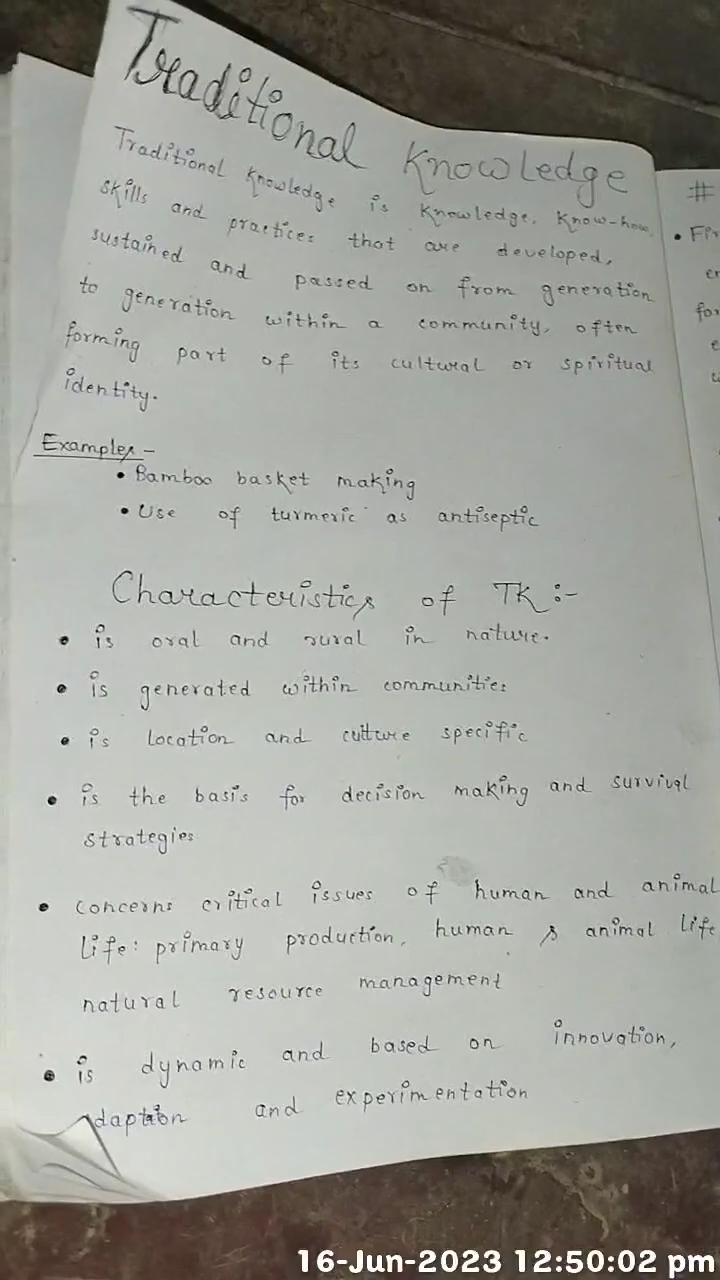 Traditional Knowledge
Traditional Knowledge is Knowledge, Know-how,
skills and practices that are developed,
sustained and passed on from generation
to generation within a community, often
forming part of its cultural or spiritual
identity.
Examples -
• Bamboo basket making
• Use of turmeric as antiseptic
Characteristics of TK :-
• is oral and rural in nature.
• is generated within communities
• is location and culture specific
• is the basis for decision making and survival
strategies
• concerns critical issues of human and animal
life: primary production, human & animal life
natural resource management
• is dynamic and based on innovation,
adaption and experimentation
#
16-Jun-2023 12:50:02 pm